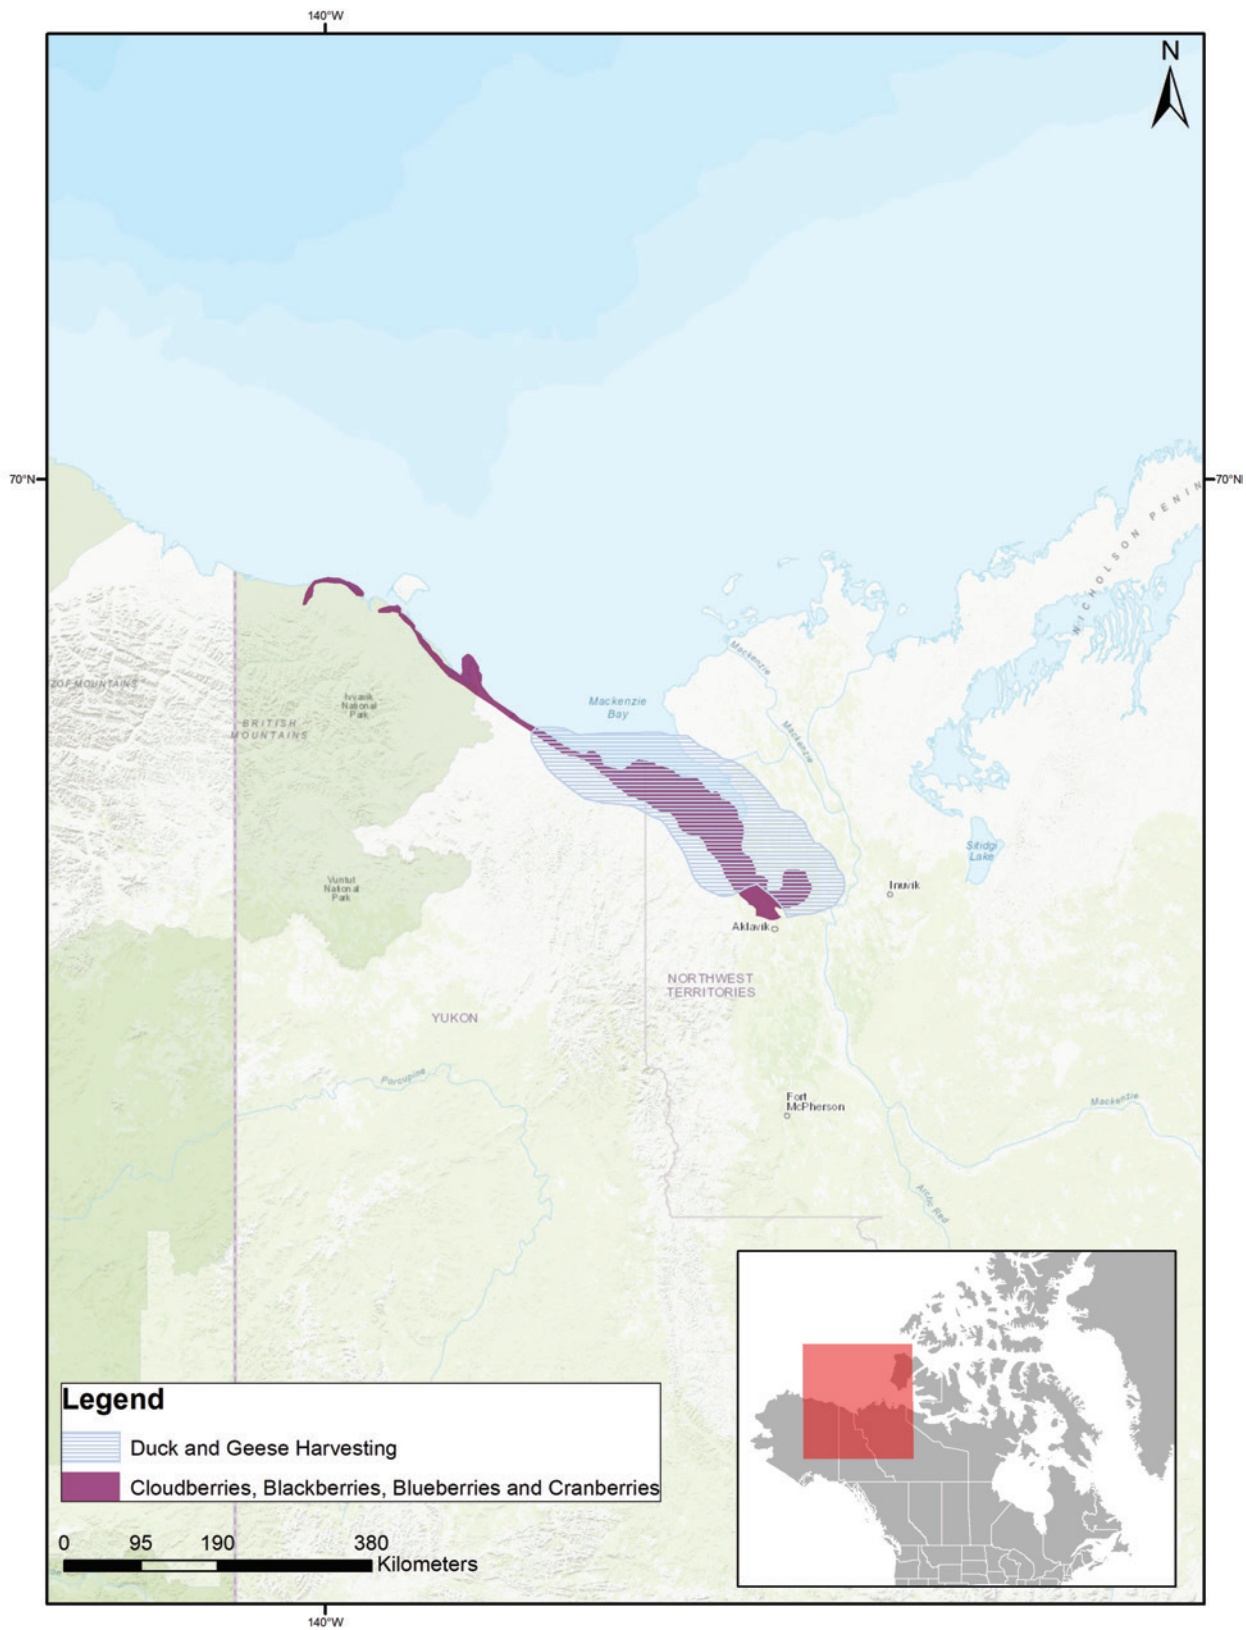 140°W
N
70°N
70°N
NICHOLSON PENIN
Mackenzie
Mackenzie
ZOF MOUNTAINS
Ivvavik
National
Park
Mackenzie
Bay
BRITISH
MOUNTAINS
Sitidgi
Lake
Vuntut
National
Park
Inuvik
Aklavik
NORTHWEST
TERRITORIES
YUKON
Porcupine
Fort
McPherson
Mackenzie
Arctic Red
Legend
Duck and Geese Harvesting
Cloudberries, Blackberries, Blueberries and Cranberries
0 95 190 380
Kilometers
140°W